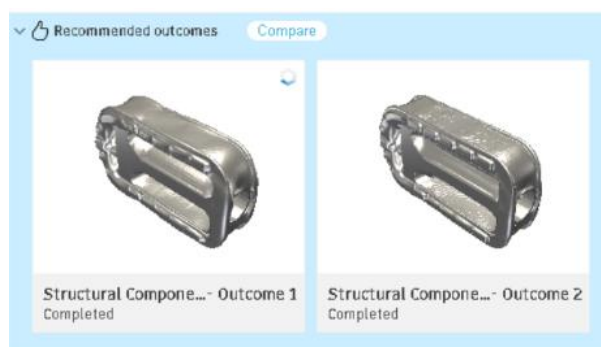 Recommended outcomes Compare
Structural Compone...- Outcome 1
Completed
Structural Compone...- Outcome 2
Completed